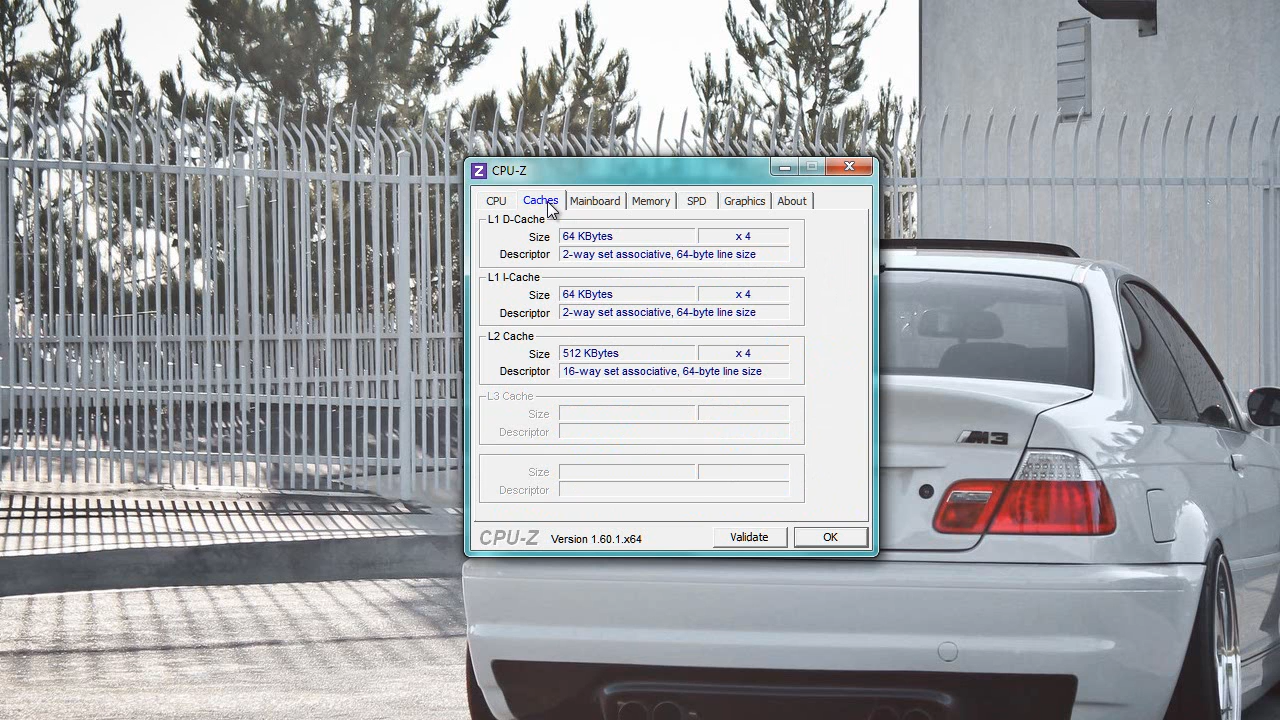 Z CPU-Z
CPU Caches Mainboard Memory SPD Graphics About
L1 D-Cache
Size 64 KBytes x 4
Descriptor 2-way set associative, 64-byte line size
L1 I-Cache
Size 64 KBytes x 4
Descriptor 2-way set associative, 64-byte line size
L2 Cache
Size 512 KBytes x 4
Descriptor 16-way set associative, 64-byte line size
L3 Cache
Size
Descriptor
Size
Descriptor
CPU-Z Version 1.60.1.x64 Validate OK
M3